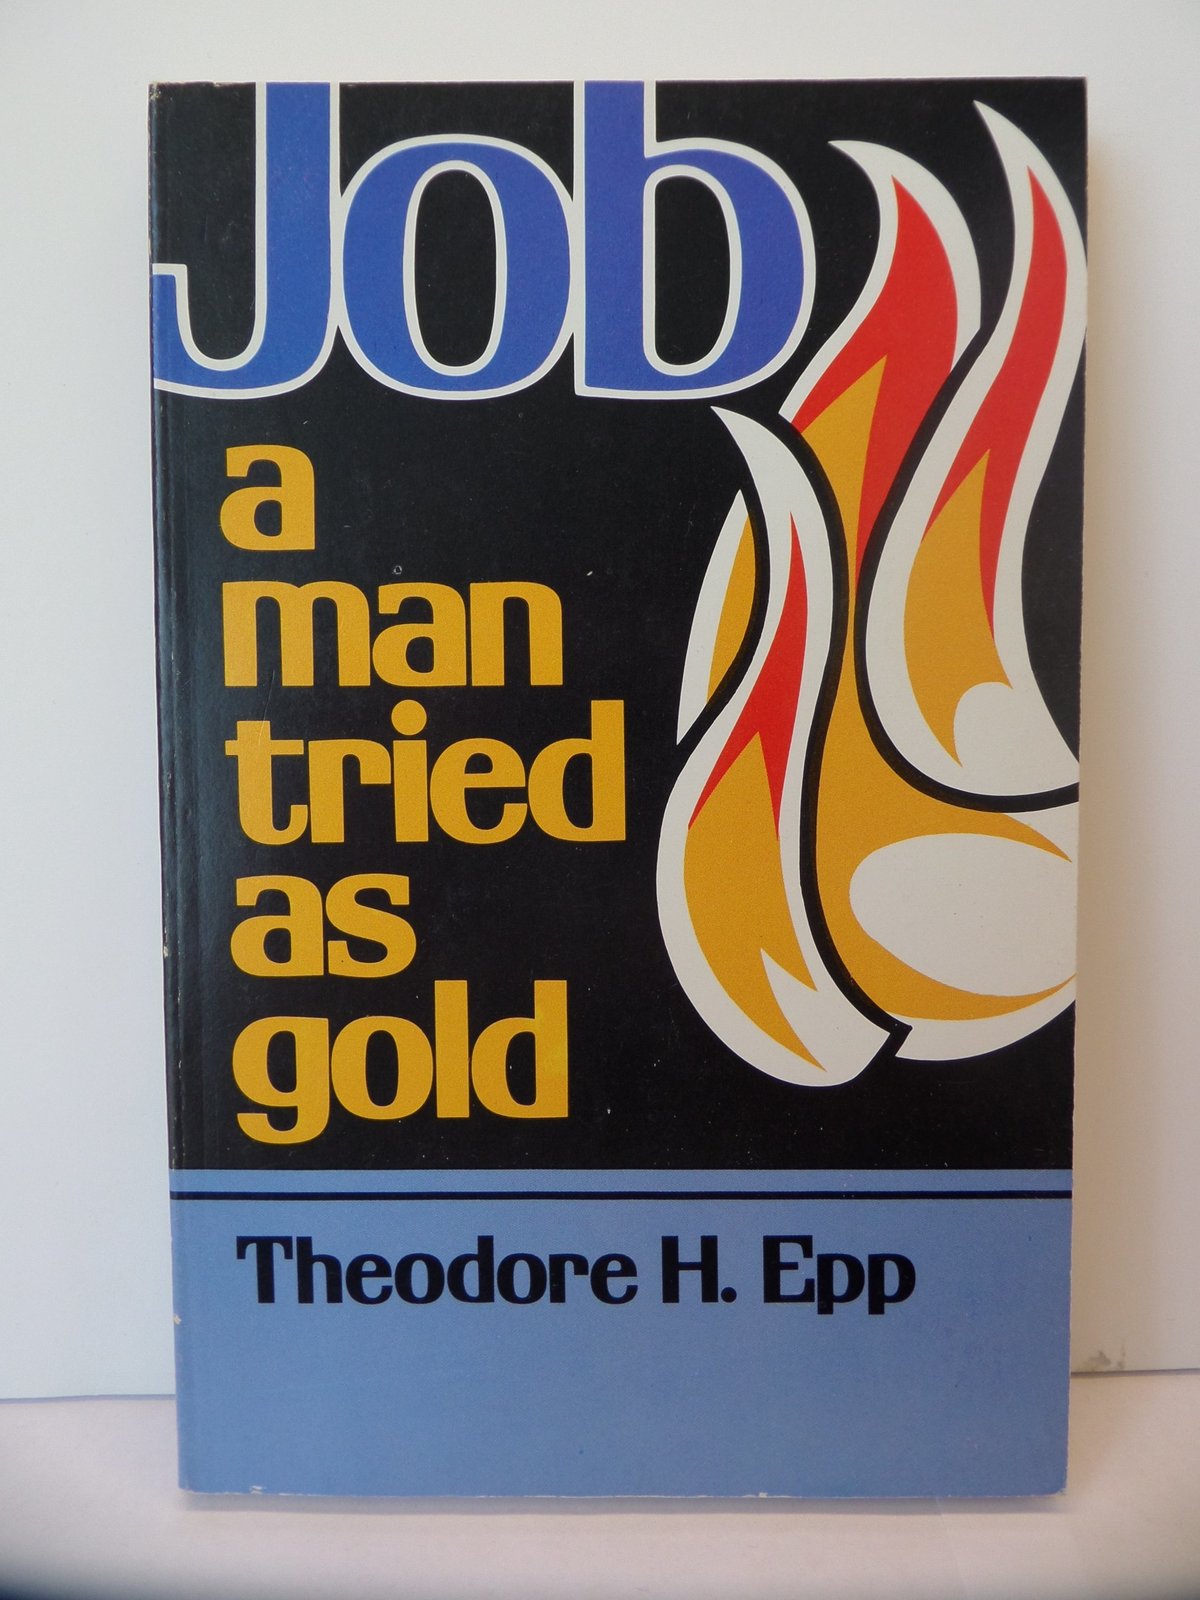 Job
a
man
tried
as
gold
Theodore H. Epp